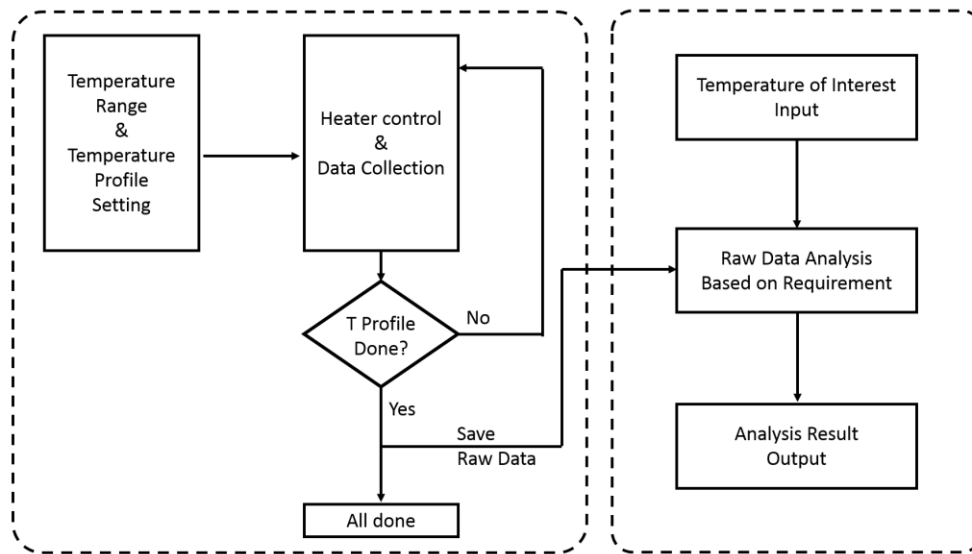 Temperature
Range
&
Temperature
Profile
Setting
Heater control
&
Data Collection
T Profile
Done?
No
Yes
Save
Raw Data
All done
Temperature of Interest
Input
Raw Data Analysis
Based on Requirement
Analysis Result
Output